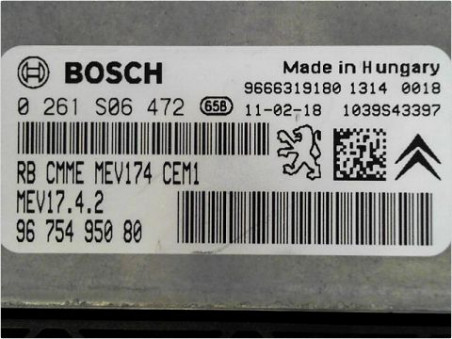 BOSCH
Made in Hungary
9666319180 1314 0018
0 261 S06 472 658 11-02-18 1039S43397
RB CMME MEV174 CEM1
MEV17.4.2
96 754 950 80